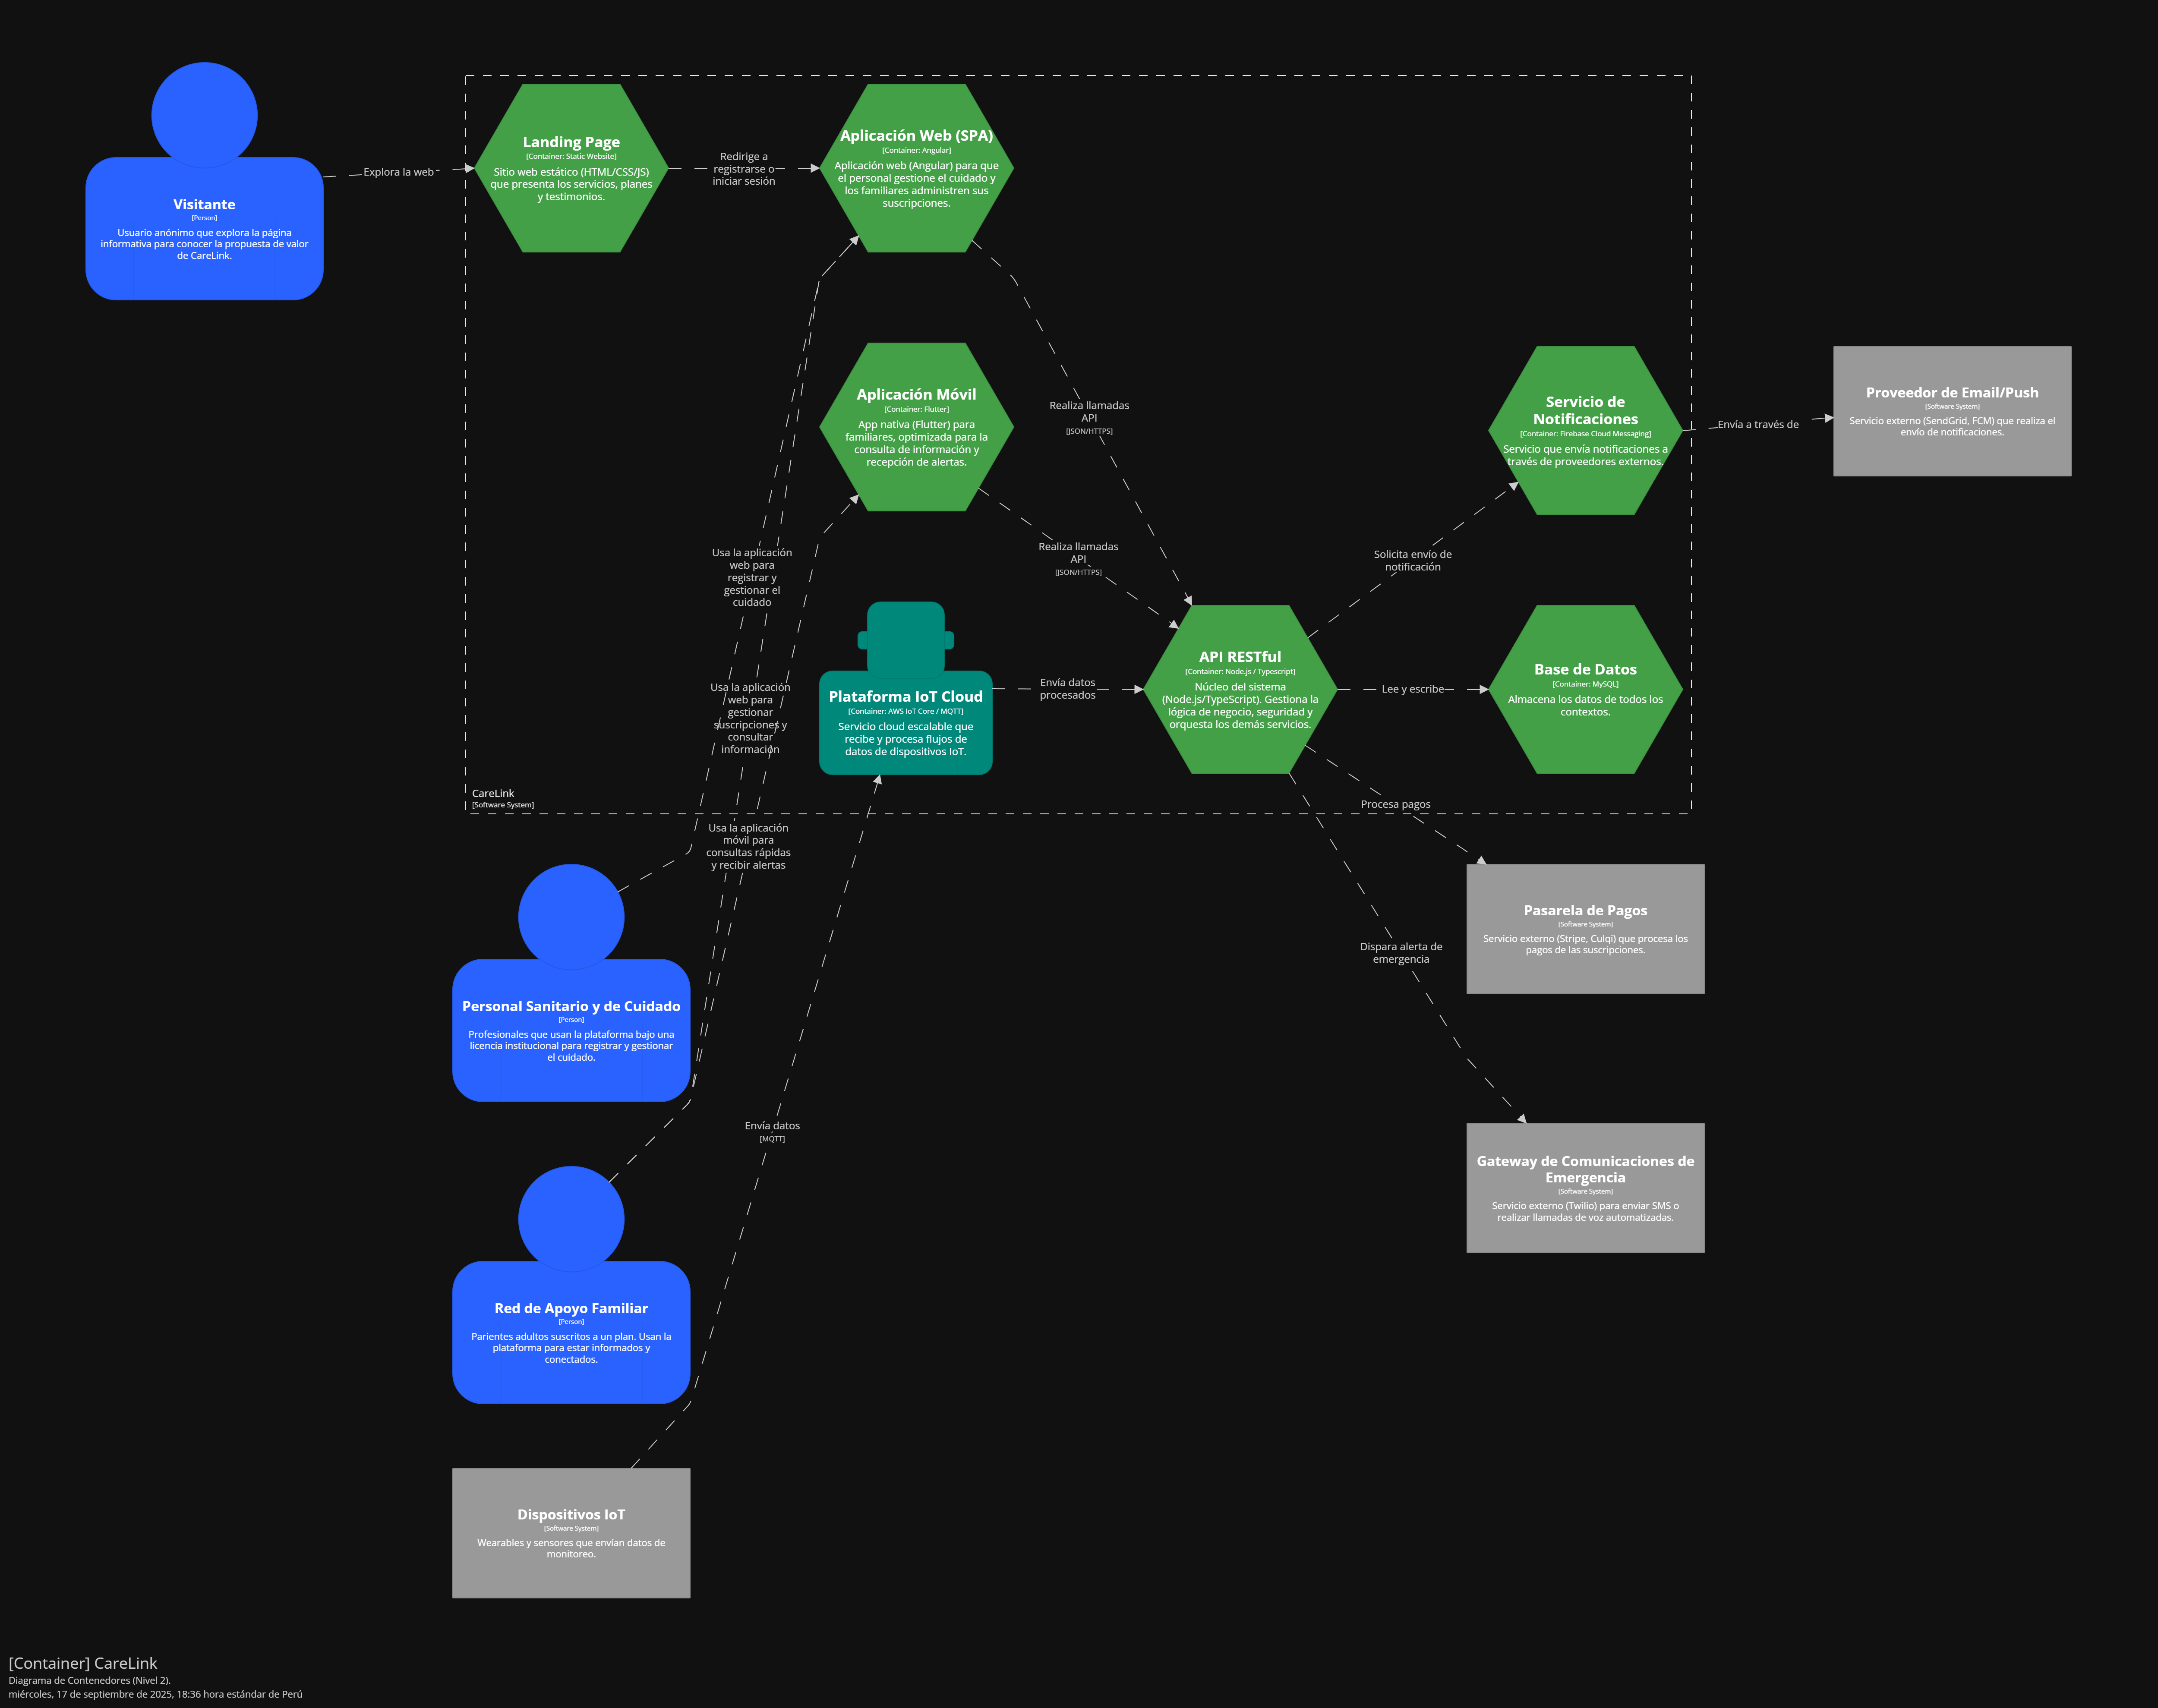 Visitante
[Person]
Usuario anónimo que explora la página
informativa para conocer la propuesta de valor
de CareLink.
Explora la web
Landing Page
[Container: Static Website]
Sitio web estático (HTML/CSS/JS)
que presenta los servicios, planes
y testimonios.
Redirige a
registrarse o
iniciar sesión
Aplicación Web (SPA)
[Container: Angular]
Aplicación web (Angular) para que
el personal gestione el cuidado y
los familiares administren sus
suscripciones.
Aplicación Móvil
[Container: Flutter]
App nativa (Flutter) para
familiares, optimizada para la
consulta de información y
recepción de alertas.
Realiza llamadas
API
[JSON/HTTPS]
Servicio de
Notificaciones
[Container: Firebase Cloud Messaging]
Servicio que envía notificaciones a
través de proveedores externos.
Envía a través de
Proveedor de Email/Push
[Software System]
Servicio externo (SendGrid, FCM) que realiza el
envío de notificaciones.
Usa la aplicación
web para
registrar y
gestionar el
cuidado
Realiza llamadas
API
[JSON/HTTPS]
Solicita envío de
notificación
Usa la aplicación
web para
gestionar
suscripciones y
consultar
información
Plataforma IoT Cloud
[Container: AWS IoT Core / MQTT]
Servicio cloud escalable que
recibe y procesa flujos de
datos de dispositivos IoT.
Envía datos
procesados
API RESTful
[Container: Node.js / Typescript]
Núcleo del sistema
(Node.js/TypeScript). Gestiona la
lógica de negocio, seguridad y
orquesta los demás servicios.
Lee y escribe
Base de Datos
[Container: MySQL]
Almacena los datos de todos los
contextos.
CareLink
[Software System]
Procesa pagos
Usa la aplicación
móvil para
consultas rápidas
y recibir alertas
Personal Sanitario y de Cuidado
[Person]
Profesionales que usan la plataforma bajo una
licencia institucional para registrar y gestionar
el cuidado.
Pasarela de Pagos
[Software System]
Servicio externo (Stripe, Culqi) que procesa los
pagos de las suscripciones.
Dispara alerta de
emergencia
Envía datos
[MQTT]
Gateway de Comunicaciones de
Emergencia
[Software System]
Servicio externo (Twilio) para enviar SMS o
realizar llamadas de voz automatizadas.
Red de Apoyo Familiar
[Person]
Parientes adultos suscritos a un plan. Usan la
plataforma para estar informados y
conectados.
Dispositivos IoT
[Software System]
Wearables y sensores que envían datos de
monitoreo.
[Container] CareLink
Diagrama de Contenedores (Nivel 2).
miércoles, 17 de septiembre de 2025, 18:36 hora estándar de Perú